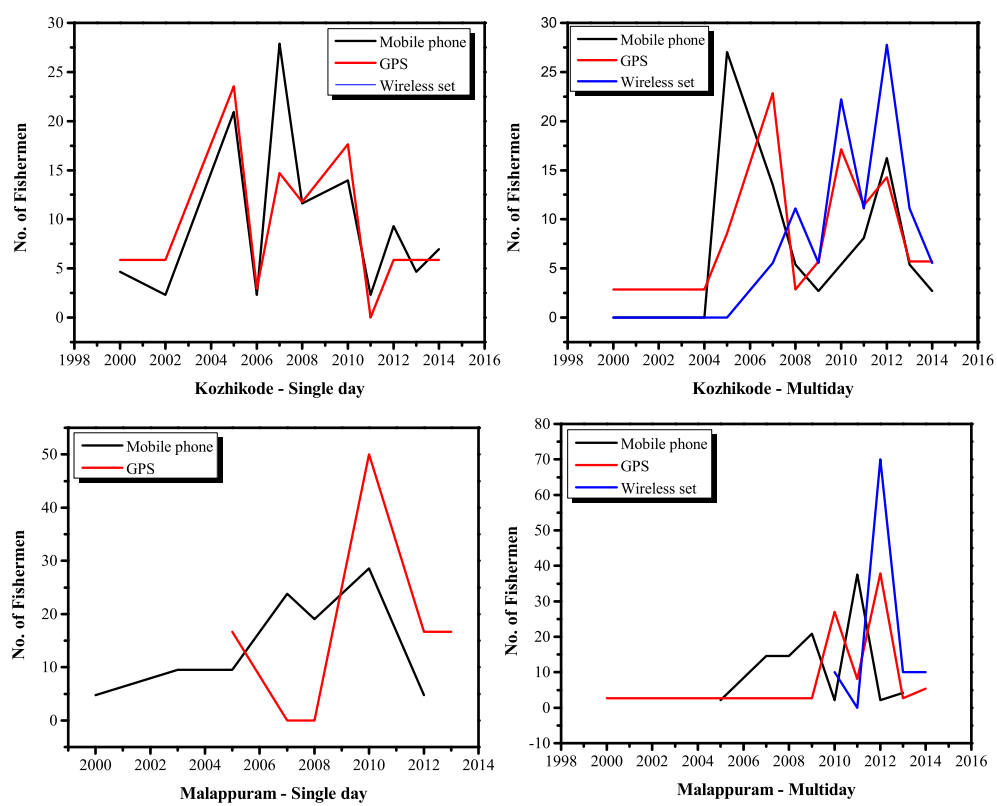 30
25
20
15
10
5
0
No. of Fishermen
Mobile phone
GPS
Wireless set
1998 2000 2002 2004 2006 2008 2010 2012 2014 2016
Kozhikode - Single day
30
25
20
15
10
5
0
No. of Fishermen
Mobile phone
GPS
Wireless set
1998 2000 2002 2004 2006 2008 2010 2012 2014 2016
Kozhikode - Multiday
50
40
30
20
10
0
No. of Fishermen
Mobile phone
GPS
2000 2002 2004 2006 2008 2010 2012 2014
Malappuram - Single day
80
70
60
50
40
30
20
10
0
-10
No. of Fishermen
Mobile phone
GPS
Wireless set
1998 2000 2002 2004 2006 2008 2010 2012 2014 2016
Malappuram - Multiday